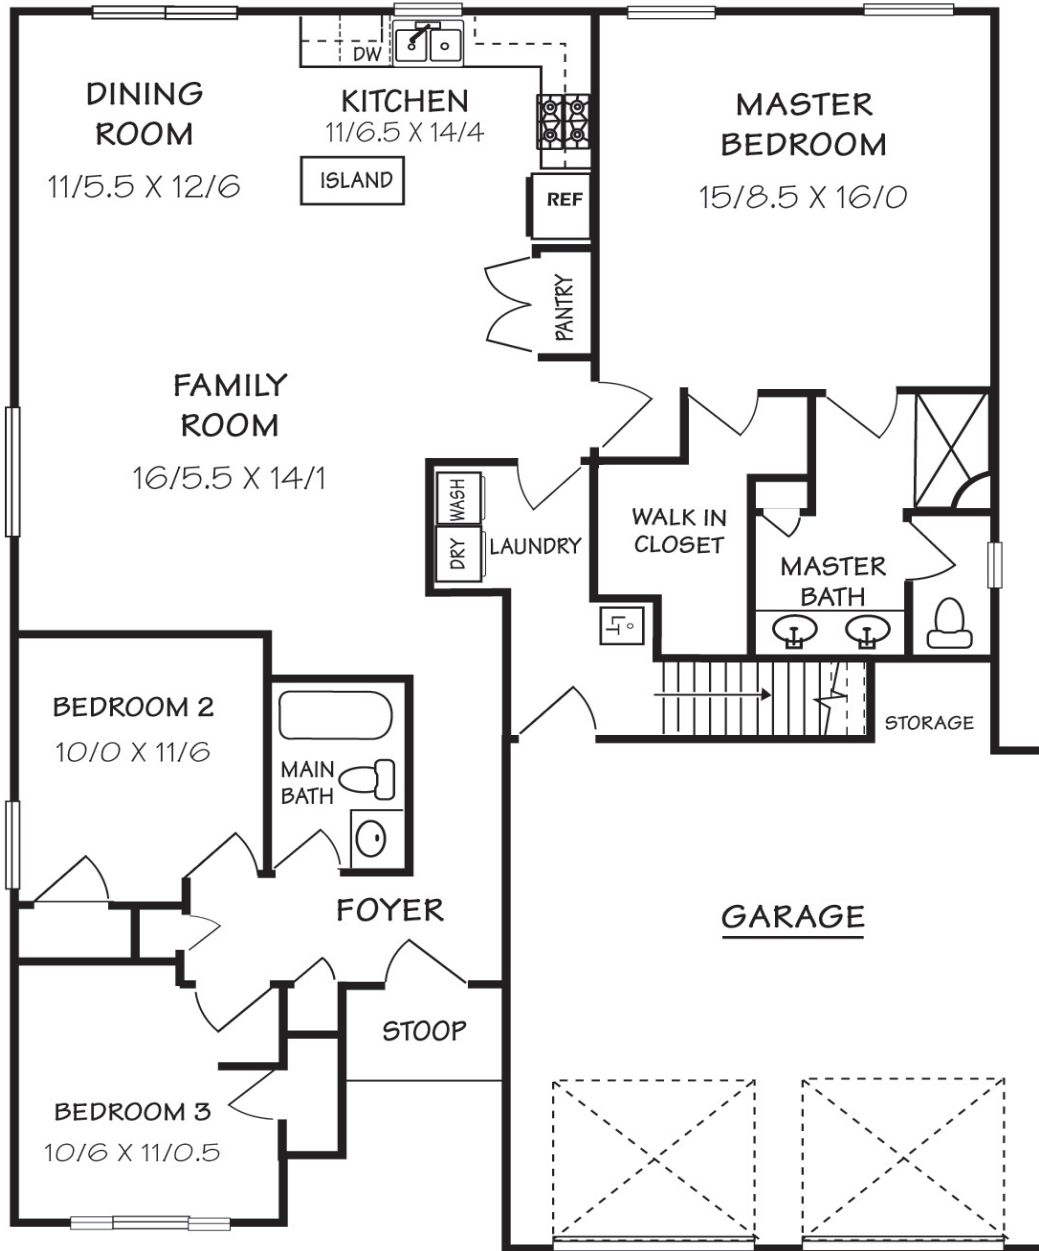 DW
DINING
ROOM
11/5.5 X 12/6
KITCHEN
11/6.5 X 14/4
ISLAND
REF
PANTRY
MASTER
BEDROOM
15/8.5 X 16/0
FAMILY
ROOM
16/5.5 X 14/1
WASH
DRY
LAUNDRY
WALK IN
CLOSET
MASTER
BATH
LT
STORAGE
BEDROOM 2
10/0 X 11/6
MAIN
BATH
FOYER
GARAGE
STOOP
BEDROOM 3
10/6 X 11/0.5